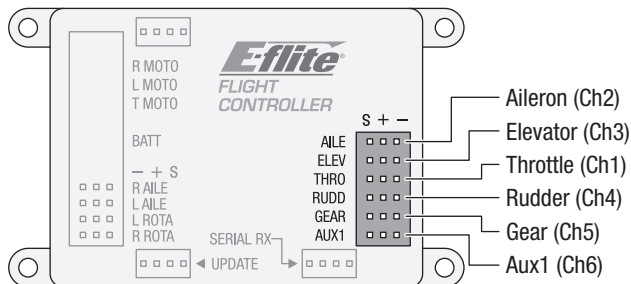 E-flite®
FLIGHT
CONTROLLER
R MOTO
L MOTO
T MOTO
BATT
– + S
R AILE
L AILE
L ROTA
R ROTA
SERIAL RX
UPDATE
S + –
AILE
ELEV
THRO
RUDD
GEAR
AUX1
Aileron (Ch2)
Elevator (Ch3)
Throttle (Ch1)
Rudder (Ch4)
Gear (Ch5)
Aux1 (Ch6)